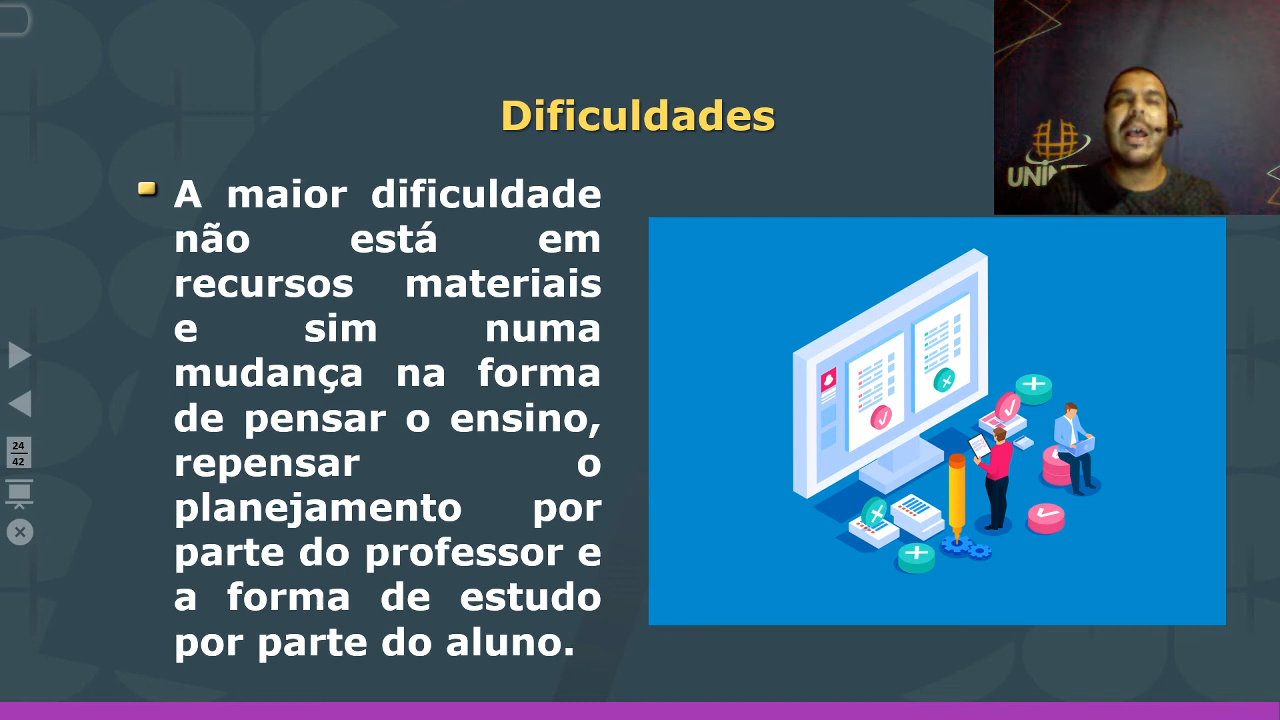 Dificuldades
A maior dificuldade
não está em
recursos materiais
e sim numa
mudança na forma
de pensar o ensino,
repensar o
planejamento por
parte do professor e
a forma de estudo
por parte do aluno.
24
42